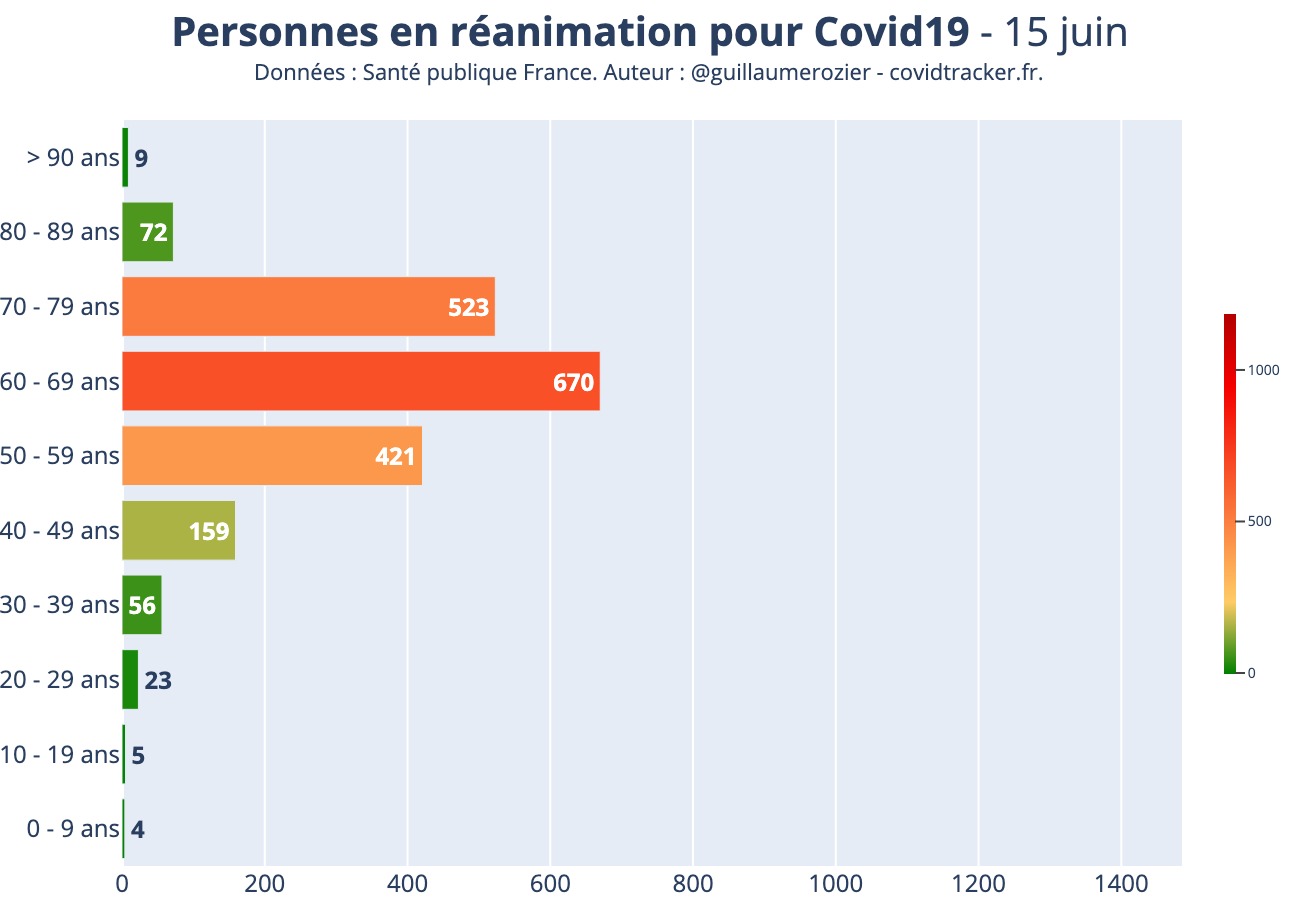 Personnes en réanimation pour Covid19 - 15 juin
Données : Santé publique France. Auteur : @guillaumerozier - covidtracker.fr.
> 90 ans 9
80 - 89 ans 72
70 - 79 ans 523
60 - 69 ans 670
50 - 59 ans 421
40 - 49 ans 159
30 - 39 ans 56
20 - 29 ans 23
10 - 19 ans 5
0 - 9 ans 4
0 200 400 600 800 1000 1200 1400
1000
500
0